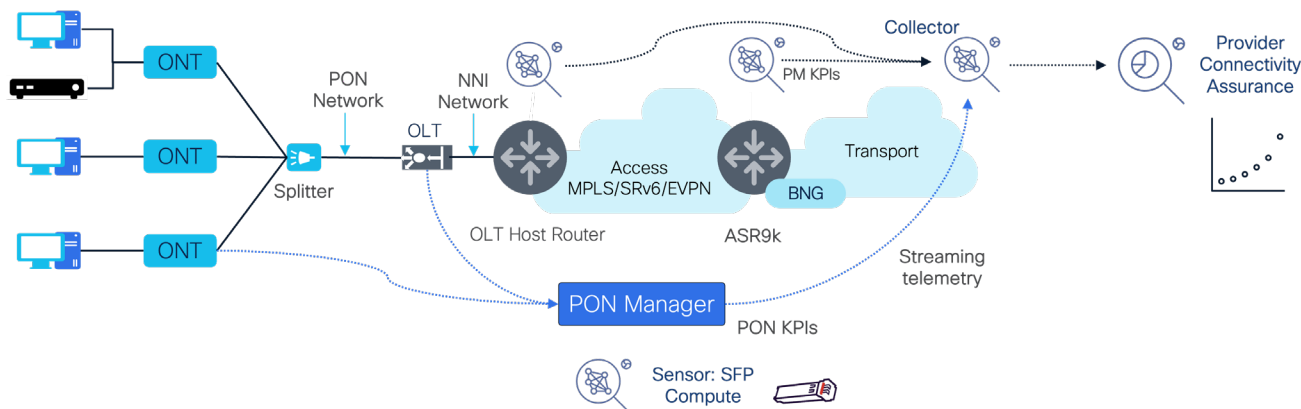 ONT
ONT
ONT
Splitter
PON
Network
OLT
NNI
Network
OLT Host Router
Access
MPLS/SRv6/EVPN
PM KPIs
ASR9k
BNG
Transport
Collector
Provider
Connectivity
Assurance
Streaming
telemetry
PON Manager
PON KPIs
Sensor: SFP
Compute